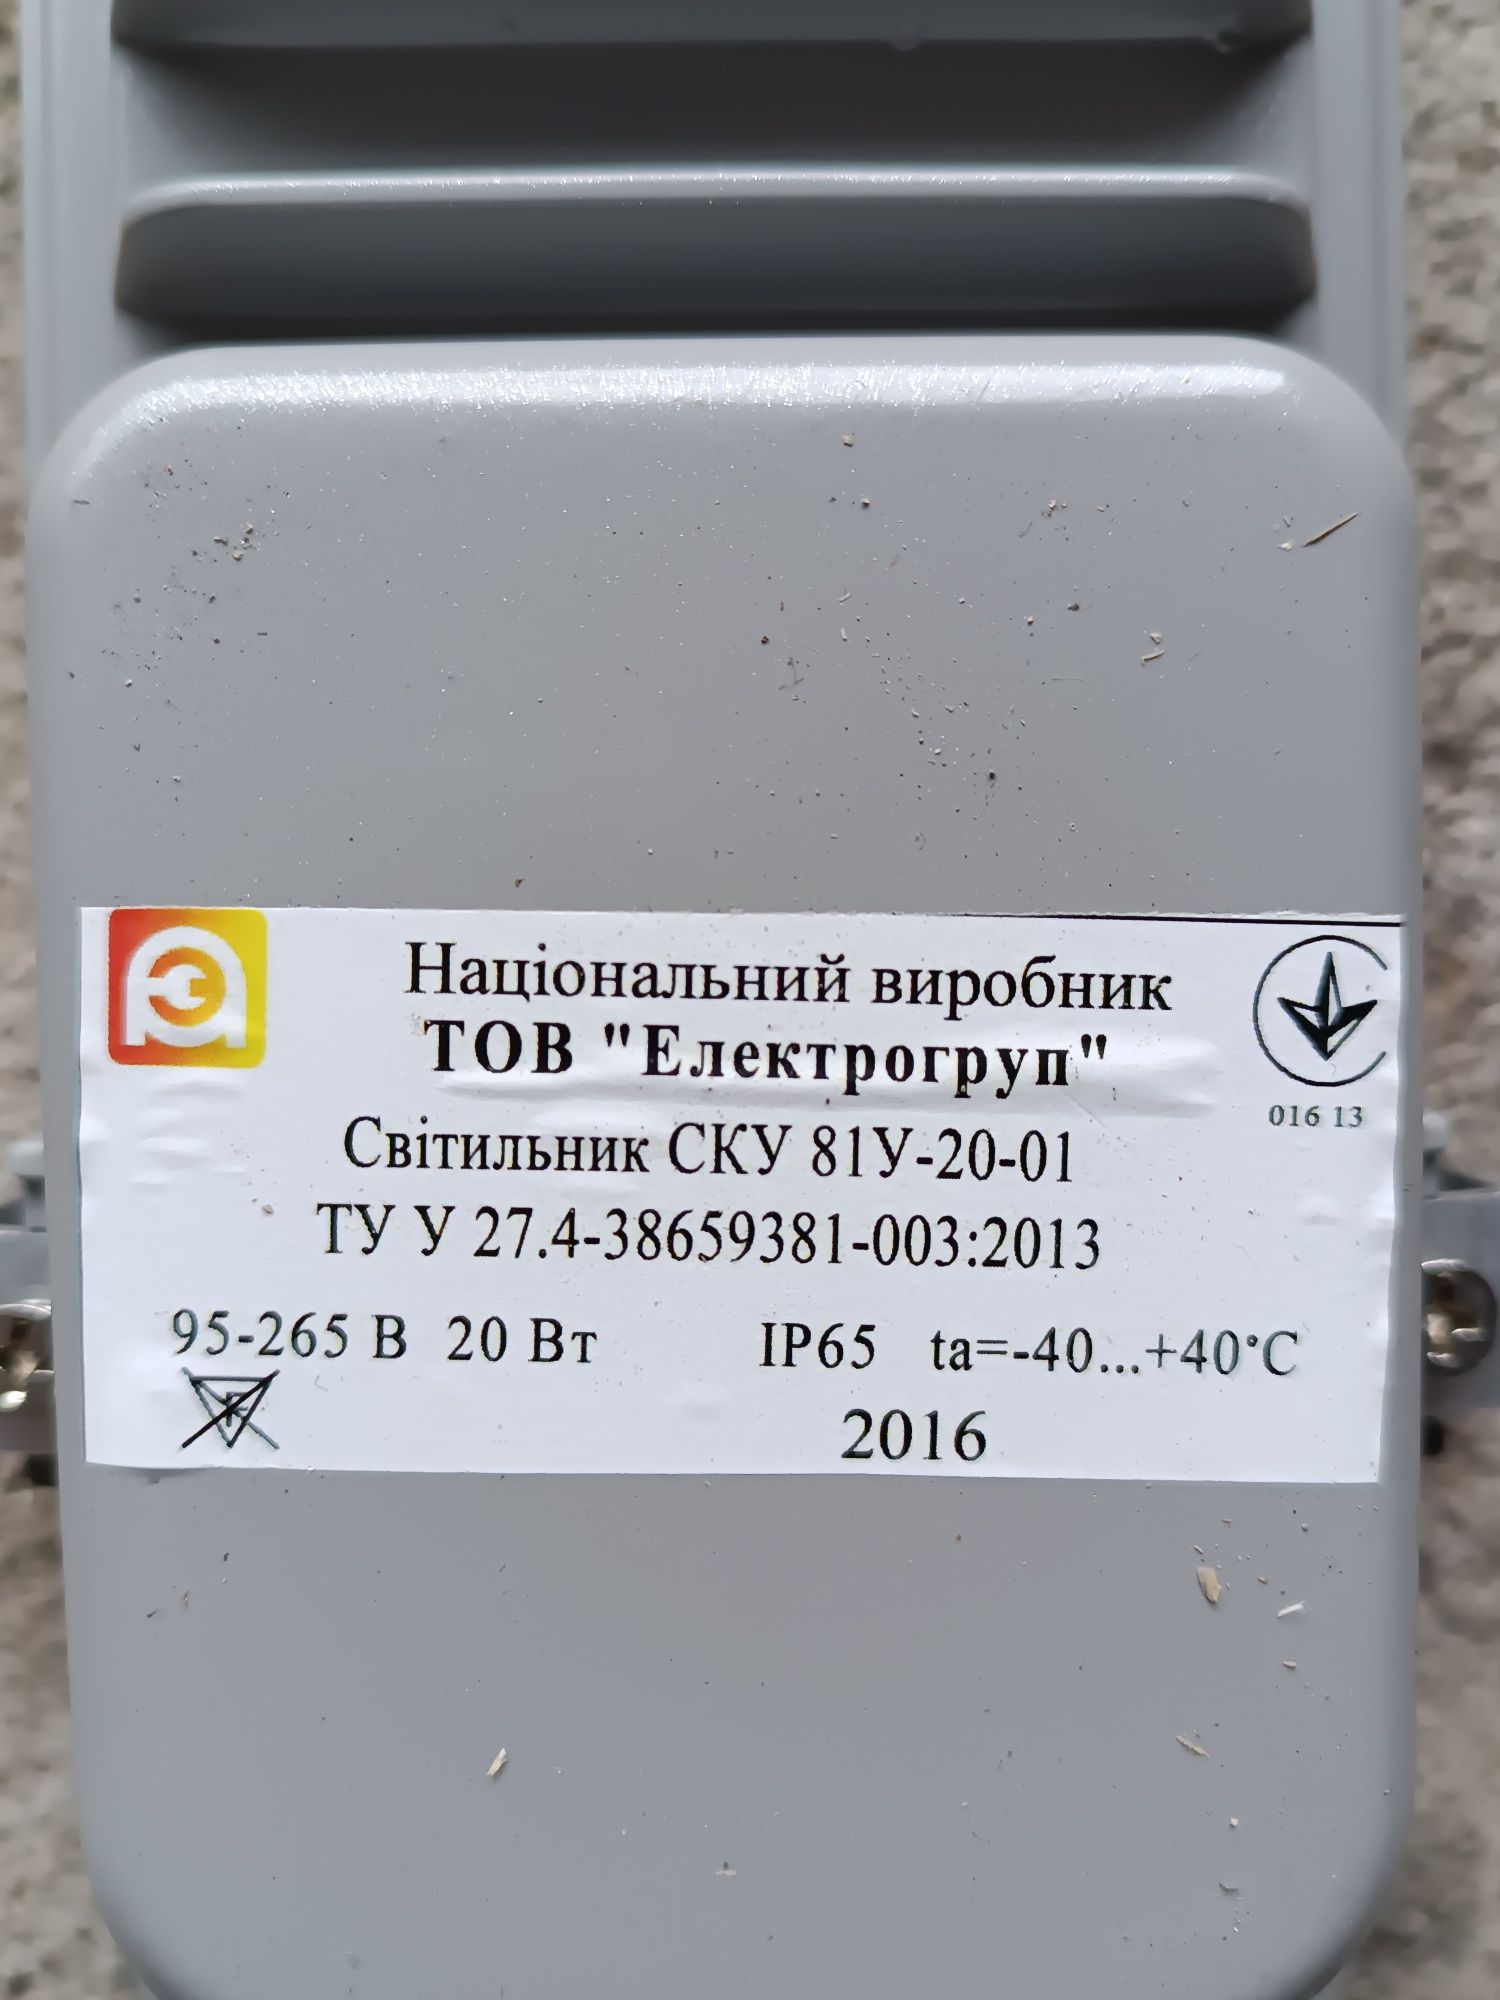 Національний виробник
ТОВ "Електрогруп"
016 13
Світильник СКУ 81У-20-01
ТУ У 27.4-38659381-003:2013
95-265 В 20 Вт IP65 ta=-40...+40°C
F
2016